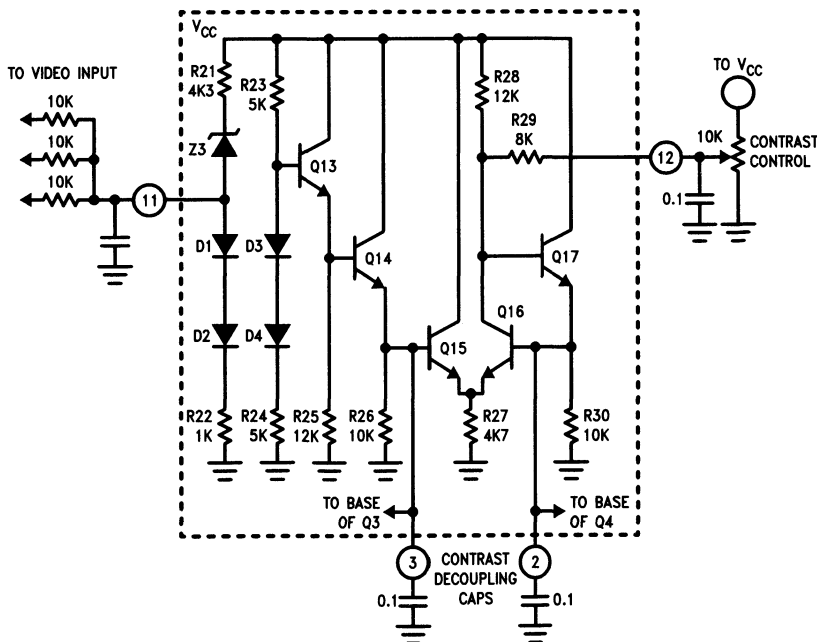 VCC
TO VIDEO INPUT
10K
10K
10K
11
R21
4K3
Z3
D1
D2
R22
1K
R23
5K
D3
D4
R24
5K
Q13
R25
12K
Q14
R26
10K
Q15
Q16
R27
4K7
R28
12K
R29
8K
Q17
R30
10K
12
TO VCC
10K
CONTRAST
CONTROL
0.1
TO BASE
OF Q3
TO BASE
OF Q4
3
CONTRAST
DECOUPLING
CAPS
2
0.1
0.1